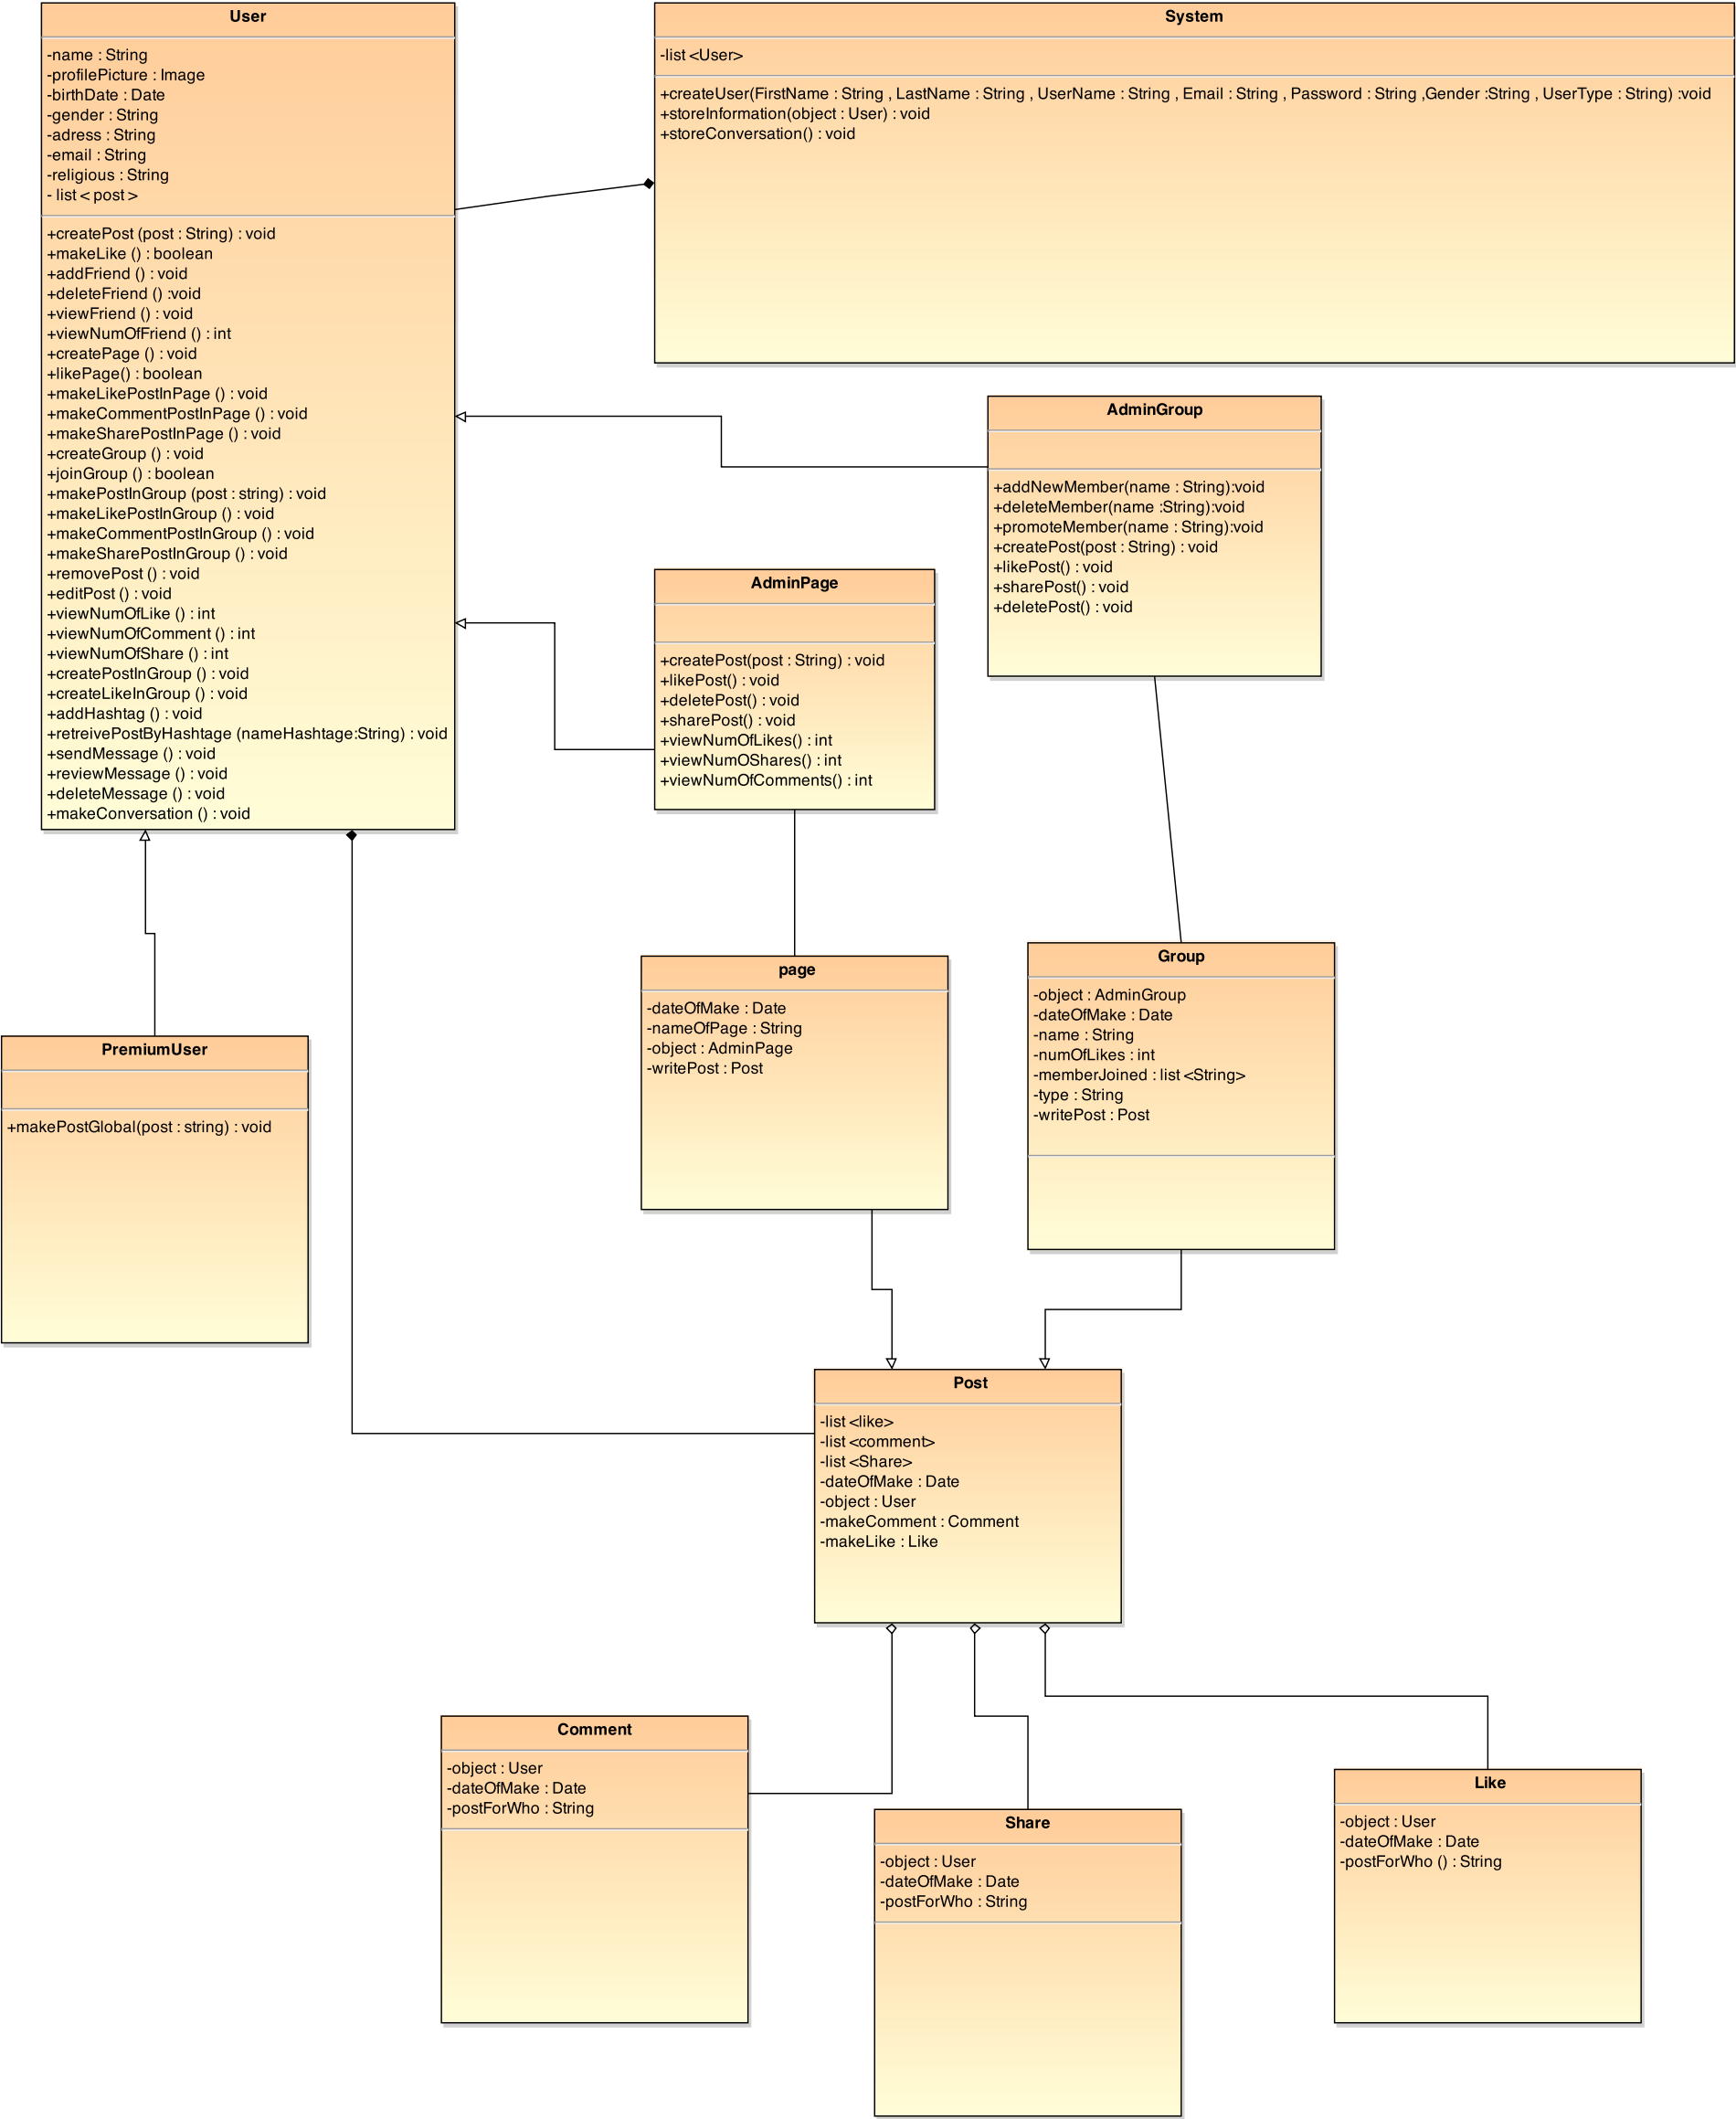 User
-name : String
-profilePicture : Image
-birthDate : Date
-gender : String
-adress : String
-email : String
-religious : String
- list < post >
+createPost (post : String) : void
+makeLike () : boolean
+addFriend () : void
+deleteFriend () :void
+viewFriend () : void
+viewNumOfFriend () : int
+createPage () : void
+likePage() : boolean
+makeLikePostInPage () : void
+makeCommentPostInPage () : void
+makeSharePostInPage () : void
+createGroup () : void
+joinGroup () : boolean
+makePostInGroup (post : string) : void
+makeLikePostInGroup () : void
+makeCommentPostInGroup () : void
+makeSharePostInGroup () : void
+removePost () : void
+editPost () : void
+viewNumOfLike () : int
+viewNumOfComment () : int
+viewNumOfShare () : int
+createPostInGroup () : void
+createLikeInGroup () : void
+addHashtag () : void
+retreivePostByHashtage (nameHashtage:String) : void
+sendMessage () : void
+reviewMessage () : void
+deleteMessage () : void
+makeConversation () : void
System
-list <User>
+createUser(FirstName : String , LastName : String , UserName : String , Email : String , Password : String ,Gender :String , UserType : String) :void
+storeInformation(object : User) : void
+storeConversation() : void
AdminGroup
+addNewMember(name : String):void
+deleteMember(name :String):void
+promoteMember(name : String):void
+createPost(post : String) : void
+likePost() : void
+sharePost() : void
+deletePost() : void
AdminPage
+createPost(post : String) : void
+likePost() : void
+deletePost() : void
+sharePost() : void
+viewNumOfLikes() : int
+viewNumOShares() : int
+viewNumOfComments() : int
page
-dateOfMake : Date
-nameOfPage : String
-object : AdminPage
-writePost : Post
Group
-object : AdminGroup
-dateOfMake : Date
-name : String
-numOfLikes : int
-memberJoined : list <String>
-type : String
-writePost : Post
PremiumUser
+makePostGlobal(post : string) : void
Post
-list <like>
-list <comment>
-list <Share>
-dateOfMake : Date
-object : User
-makeComment : Comment
-makeLike : Like
Comment
-object : User
-dateOfMake : Date
-postForWho : String
Share
-object : User
-dateOfMake : Date
-postForWho : String
Like
-object : User
-dateOfMake : Date
-postForWho () : String